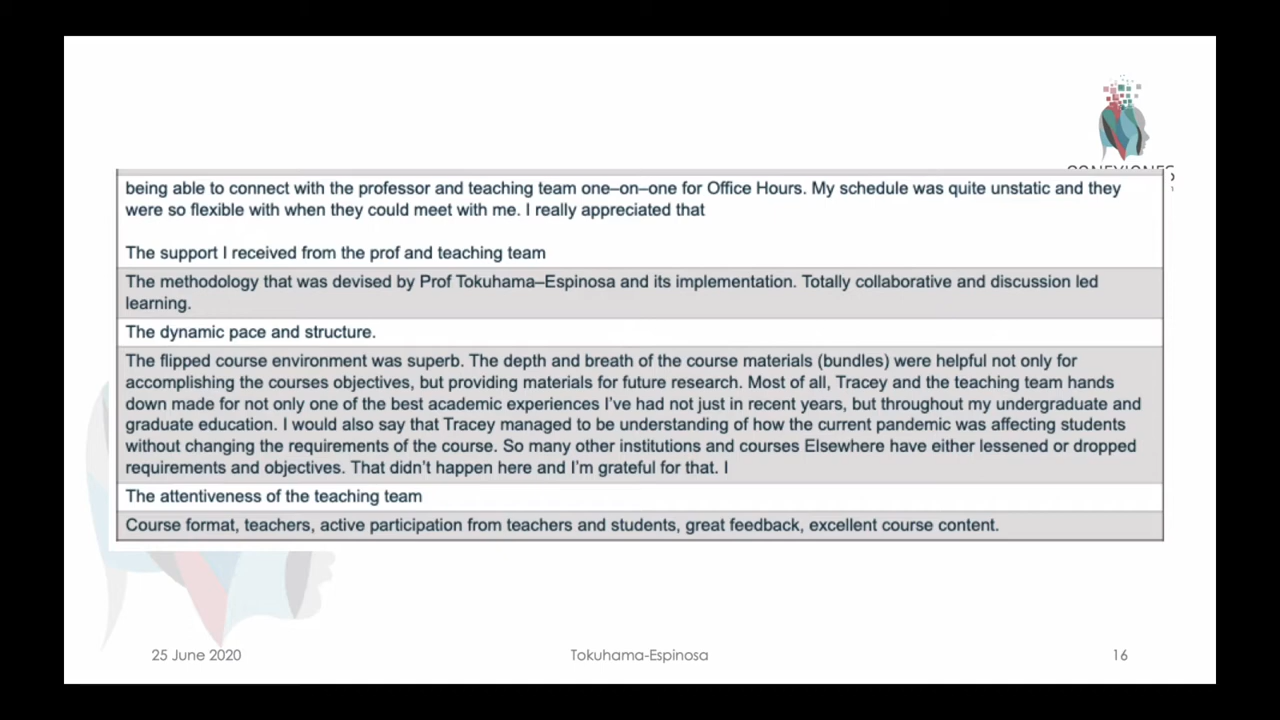 CONEXIONES
being able to connect with the professor and teaching team one–on–one for Office Hours. My schedule was quite unstatic and they
were so flexible with when they could meet with me. I really appreciated that
The support I received from the prof and teaching team
The methodology that was devised by Prof Tokuhama–Espinosa and its implementation. Totally collaborative and discussion led
learning.
The dynamic pace and structure.
The flipped course environment was superb. The depth and breath of the course materials (bundles) were helpful not only for
accomplishing the courses objectives, but providing materials for future research. Most of all, Tracey and the teaching team hands
down made for not only one of the best academic experiences I've had not just in recent years, but throughout my undergraduate and
graduate education. I would also say that Tracey managed to be understanding of how the current pandemic was affecting students
without changing the requirements of the course. So many other institutions and courses Elsewhere have either lessened or dropped
requirements and objectives. That didn't happen here and I'm grateful for that. I
The attentiveness of the teaching team
Course format, teachers, active participation from teachers and students, great feedback, excellent course content.
25 June 2020
Tokuhama-Espinosa
16